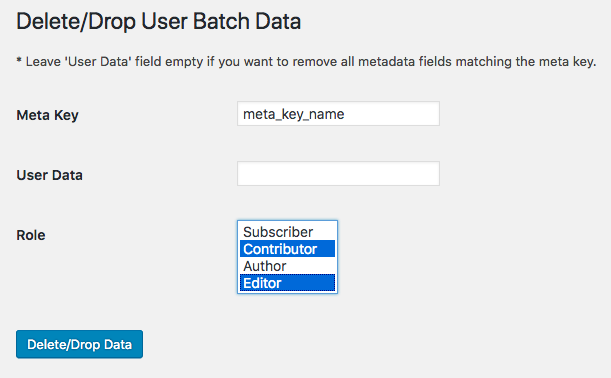 Delete/Drop User Batch Data
* Leave 'User Data' field empty if you want to remove all metadata fields matching the meta key.
Meta Key
meta_key_name
User Data
Role
Subscriber
Contributor
Author
Editor
Delete/Drop Data